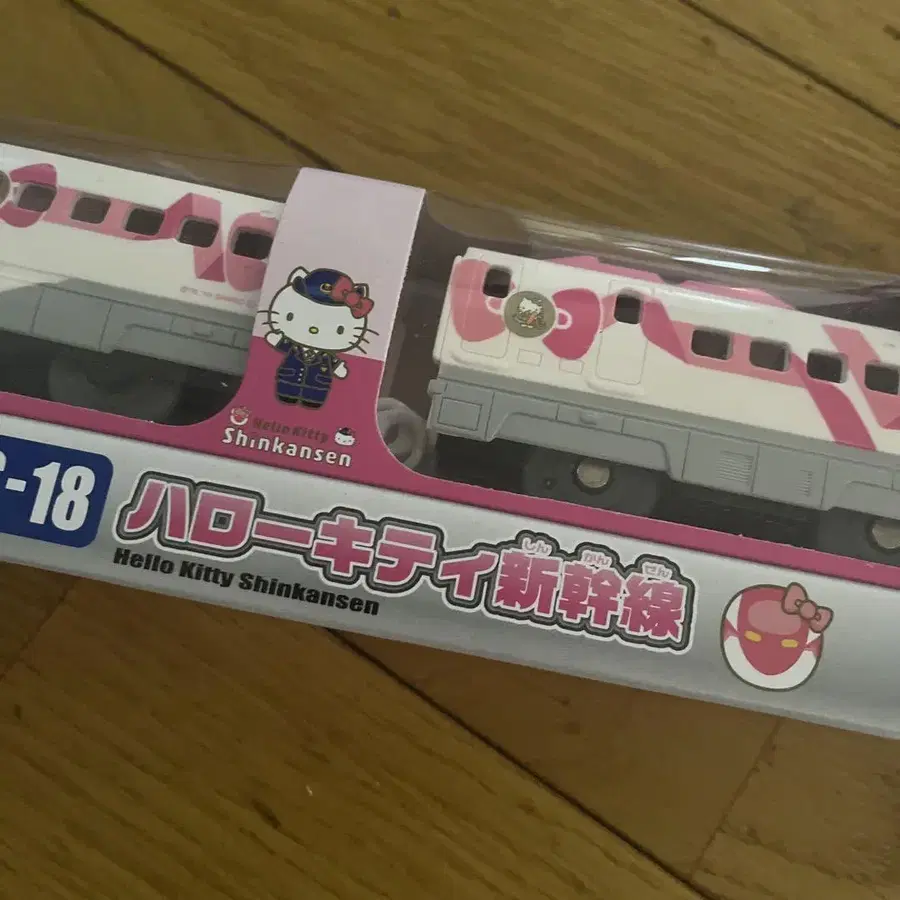 Hello Kitty
Shinkansen
-18
ハローキティ新幹線
しんかんせん
Hello Kitty Shinkansen